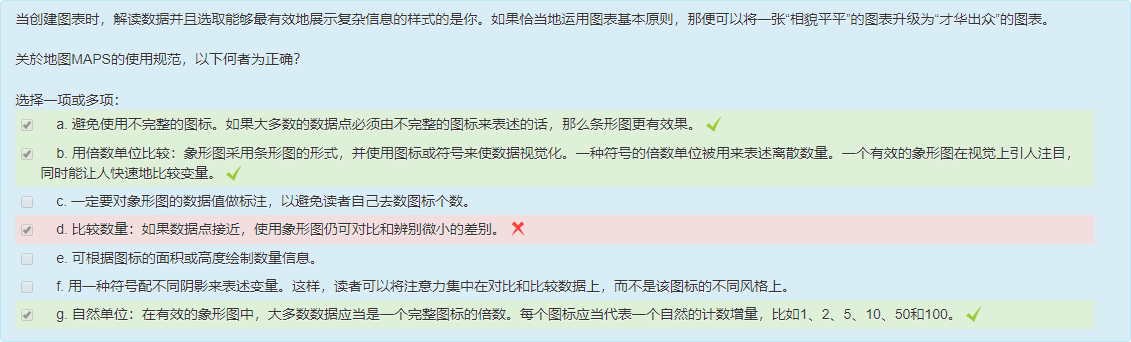 当创建图表时，解读数据并且选取能够最有效地展示复杂信息的样式的是你。如果恰当地运用图表基本原则，那便可以将一张“相貌平平”的图表升级为“才华出众”的图表。
关於地图MAPS的使用规范，以下何者为正确？
选择一项或多项：
a. 避免使用不完整的图标。如果大多数的数据点必须由不完整的图标来表述的话，那么条形图更有效果。
b. 用倍数单位比较：象形图采用条形图的形式，并使用图标或符号来使数据视觉化。一种符号的倍数单位被用来表述离散数量。一个有效的象形图在视觉上引人注目，
同时能让人快速地比较变量。
c. 一定要对象形图的数据值做标注，以避免读者自己去数图标个数。
d. 比较数量：如果数据点接近，使用象形图仍可对比和辨别微小的差别。
e. 可根据图标的面积或高度绘制数量信息。
f. 用一种符号配不同阴影来表述变量。这样，读者可以将注意力集中在对比和比较数据上，而不是该图标的不同风格上。
g. 自然单位：在有效的象形图中，大多数数据应当是一个完整图标的倍数。每个图标应当代表一个自然的计数增量，比如1、2、5、10、50和100。